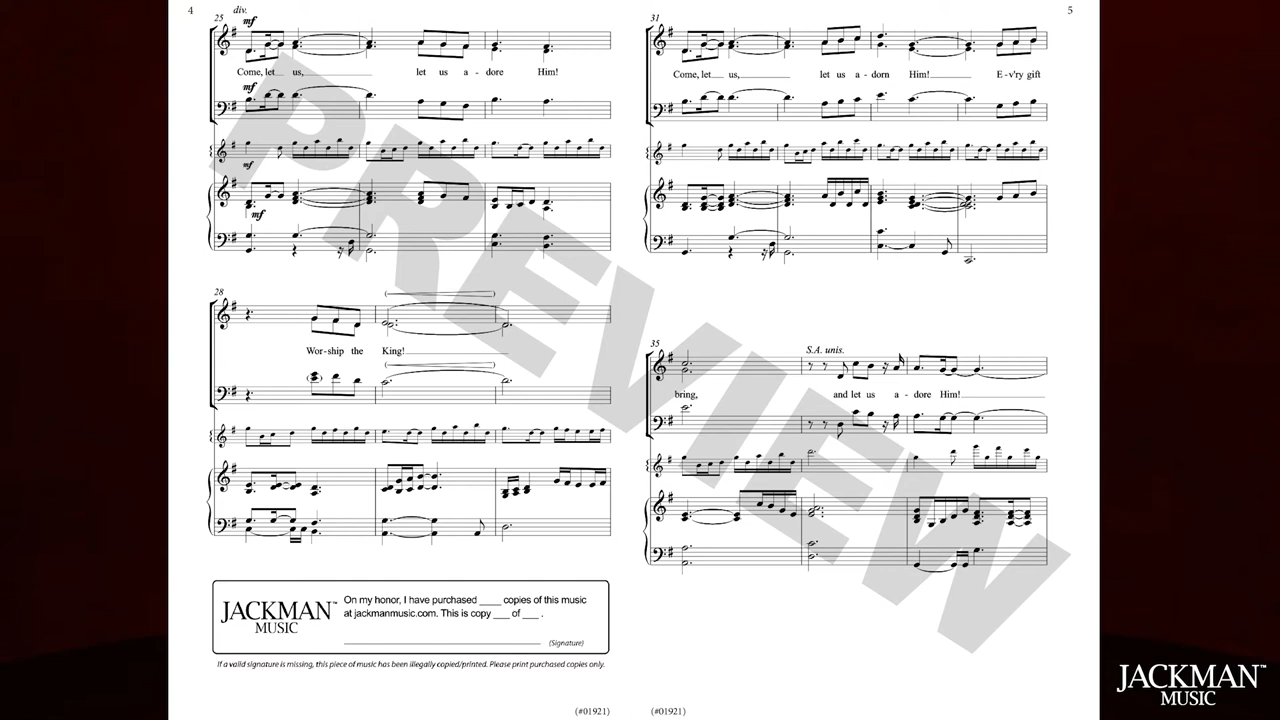 4
25
div.
mf
Come, let us, let us a - dore Him!
mf
mf
mf
28
Wor-ship the King!
JACKMAN™
MUSIC
On my honor, I have purchased ____ copies of this music
at jackmanmusic.com. This is copy ___ of ___ .
(Signature)
If a valid signature is missing, this piece of music has been illegally copied/printed. Please print purchased copies only.
(#01921)
5
31
Come, let us, let us a - dorn Him! E - v'ry gift
35
S.A. unis.
bring, and let us a - dore Him!
(#01921)
PREVIEW
JACKMAN™
MUSIC